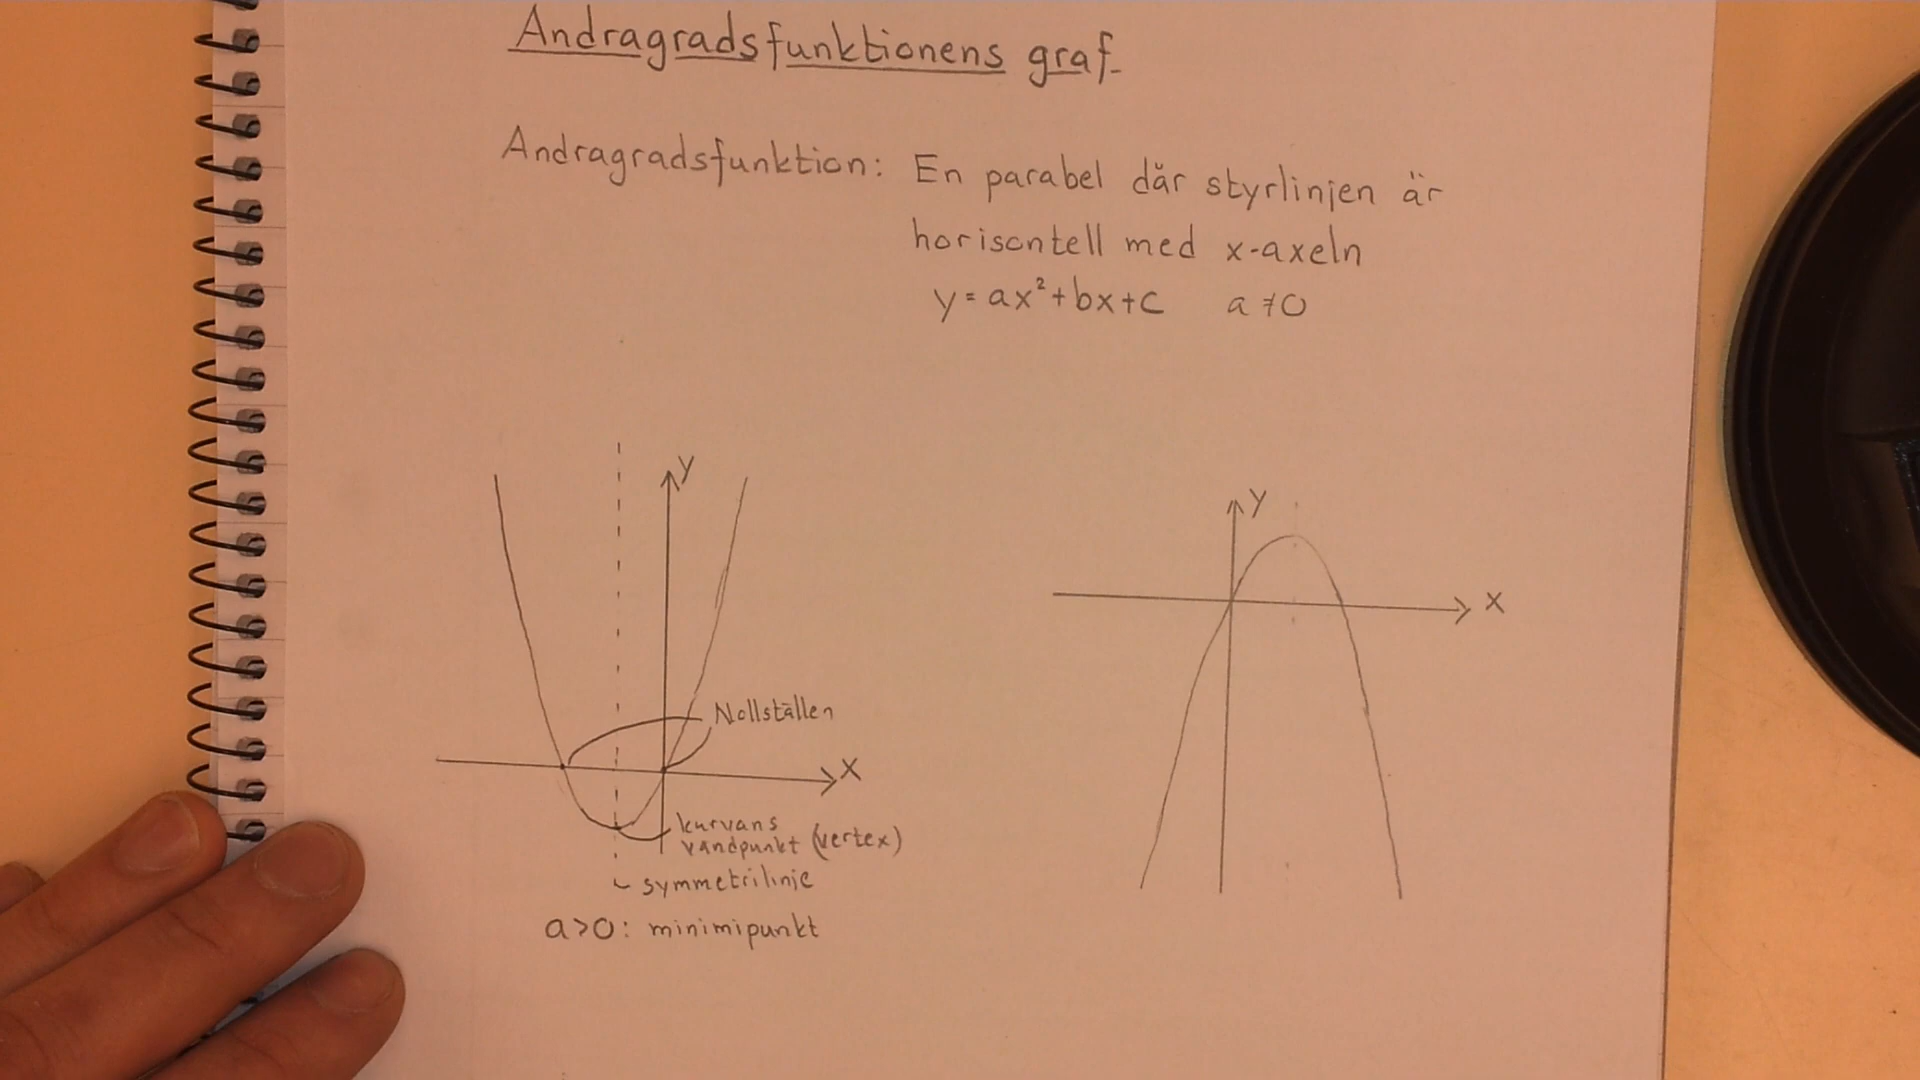 Andragradsfunktionens graf
Andragradsfunktion: En parabel där styrlinjen är
horisontell med x-axeln
y=ax²+bx+c a≠0
y
y
x
Nollställen
x
kurvans
vändpunkt (vertex)
symmetrilinje
a>0: minimipunkt